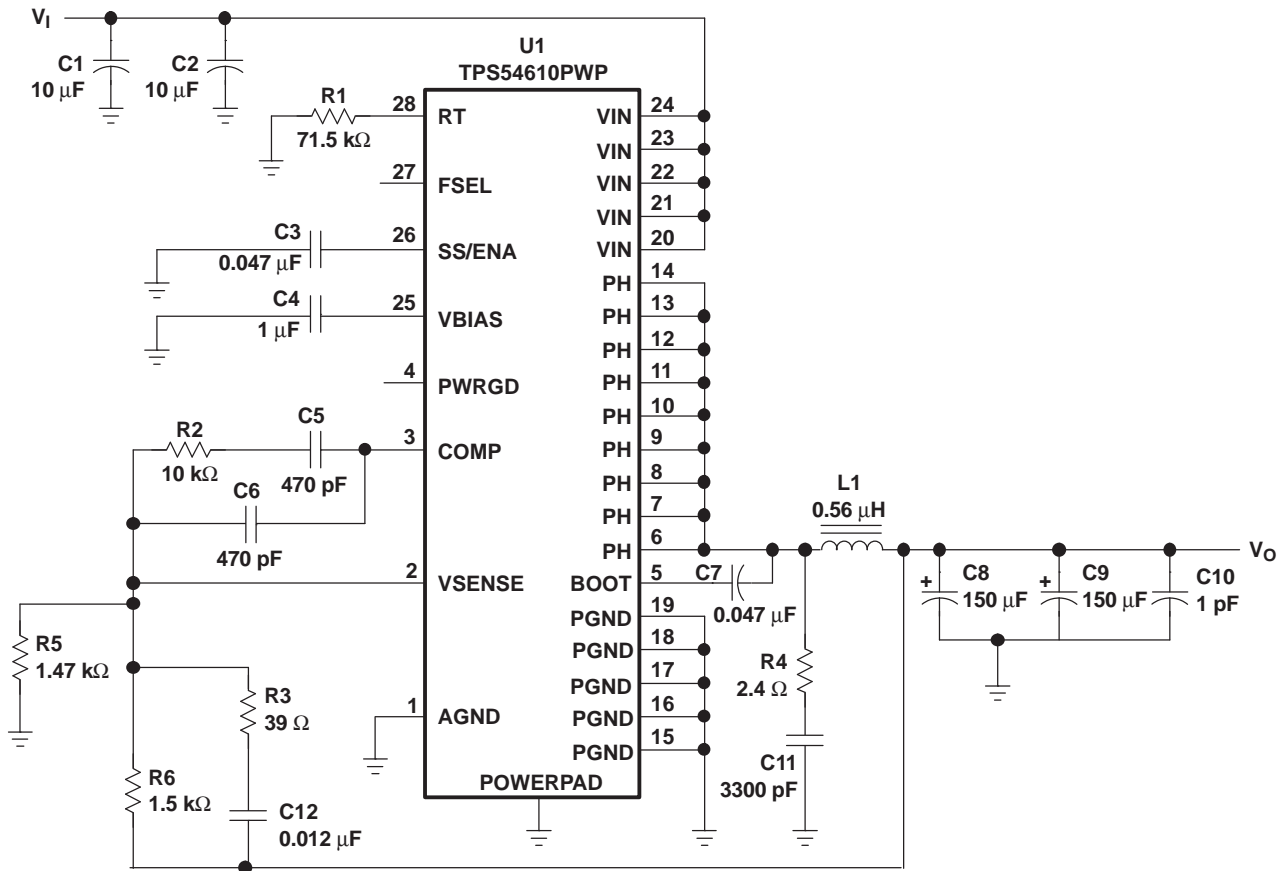 V_I
C1
10 µF
C2
10 µF
U1
TPS54610PWP
R1
71.5 kΩ
28
RT
27
FSEL
C3
0.047 µF
26
SS/ENA
C4
1 µF
25
VBIAS
4
PWRGD
R2
10 kΩ
C5
470 pF
3
COMP
C6
470 pF
2
VSENSE
R5
1.47 kΩ
R3
39 Ω
1
AGND
R6
1.5 kΩ
C12
0.012 µF
POWERPAD
VIN
24
VIN
23
VIN
22
VIN
21
VIN
20
PH
14
PH
13
PH
12
PH
11
PH
10
PH
9
PH
8
PH
7
PH
6
BOOT
5
PGND
19
PGND
18
PGND
17
PGND
16
PGND
15
C7
0.047 µF
L1
0.56 µH
R4
2.4 Ω
C11
3300 pF
+
C8
150 µF
+
C9
150 µF
C10
1 pF
V_O